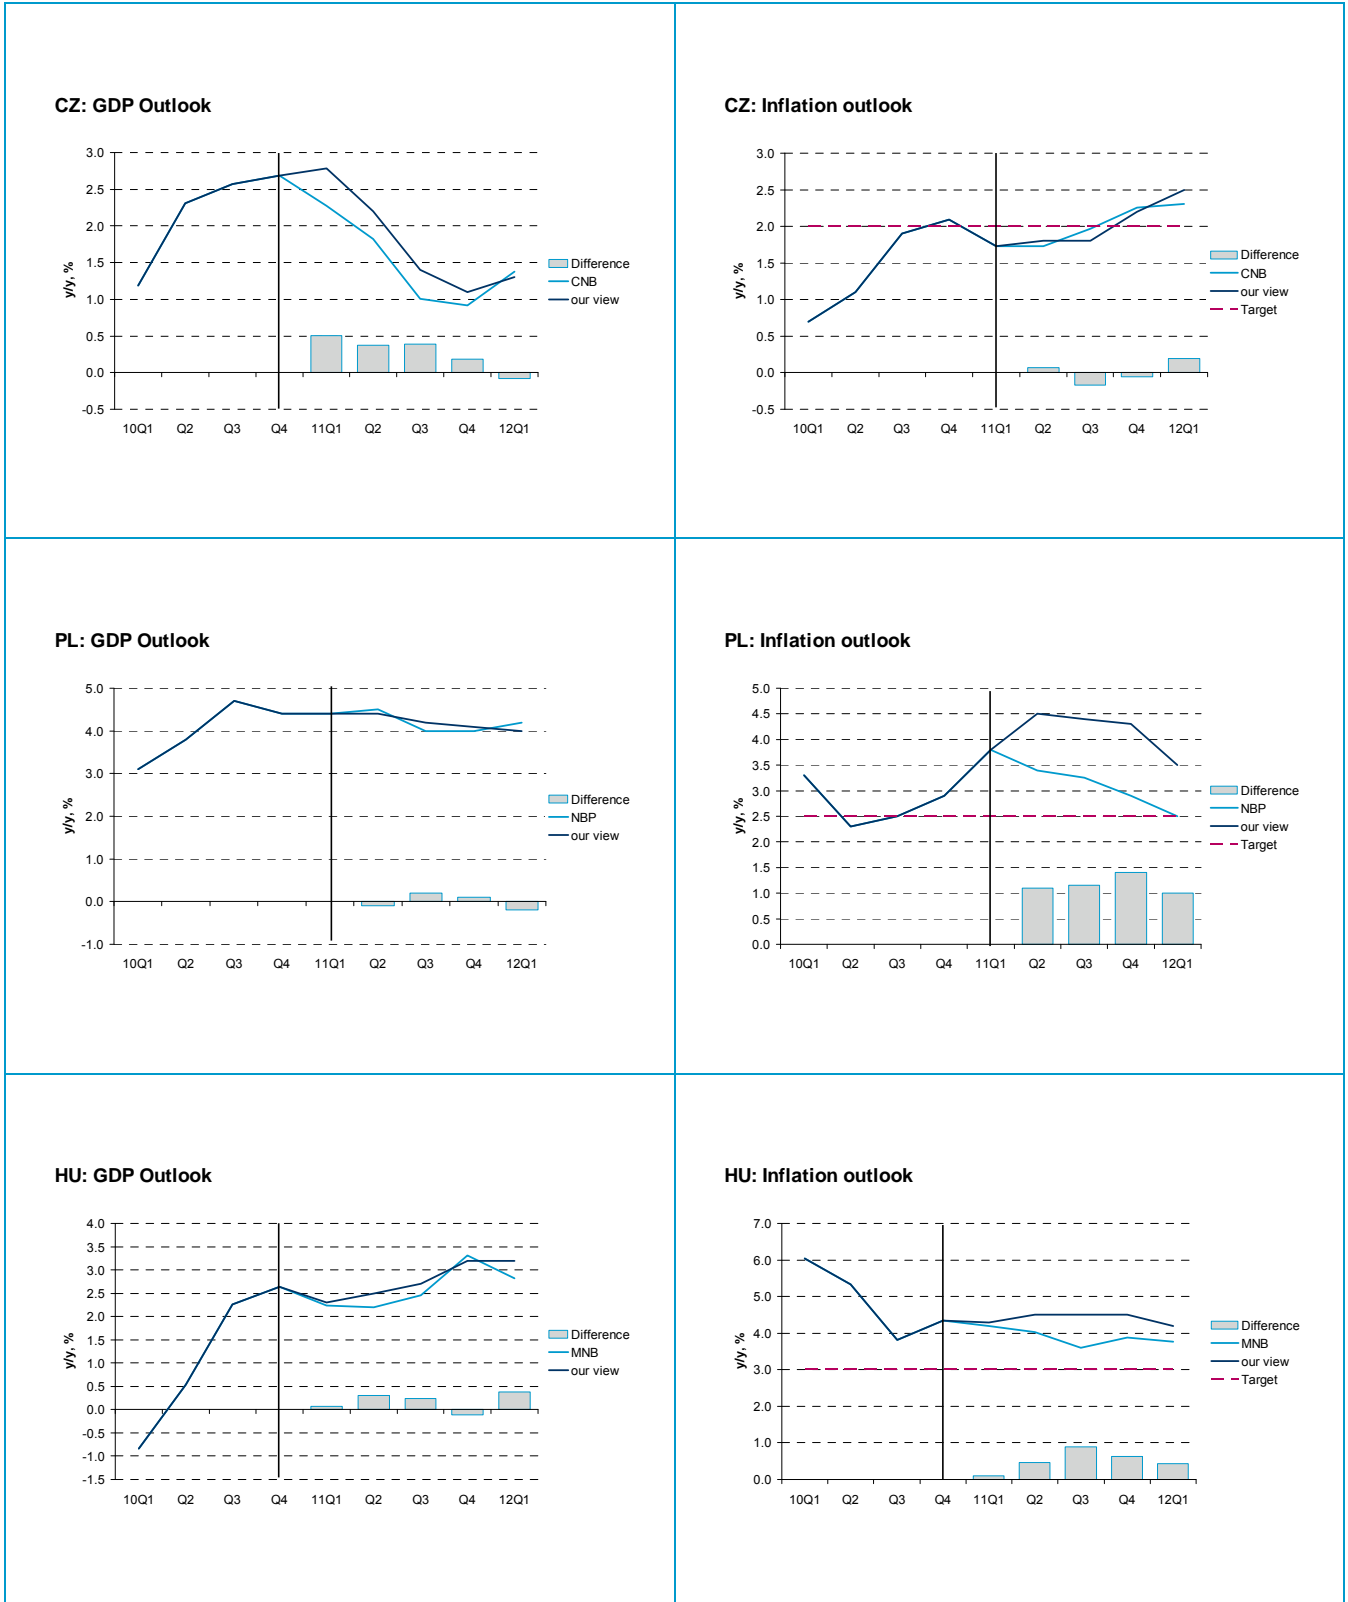 CZ: GDP Outlook
3.0
2.5
2.0
1.5
1.0
0.5
0.0
-0.5
y/y, %
10Q1 Q2 Q3 Q4 11Q1 Q2 Q3 Q4 12Q1
Difference
CNB
our view
CZ: Inflation outlook
3.0
2.5
2.0
1.5
1.0
0.5
0.0
-0.5
y/y, %
10Q1 Q2 Q3 Q4 11Q1 Q2 Q3 Q4 12Q1
Difference
CNB
our view
Target
PL: GDP Outlook
5.0
4.0
3.0
2.0
1.0
0.0
-1.0
y/y, %
10Q1 Q2 Q3 Q4 11Q1 Q2 Q3 Q4 12Q1
Difference
NBP
our view
PL: Inflation outlook
5.0
4.5
4.0
3.5
3.0
2.5
2.0
1.5
1.0
0.5
0.0
y/y, %
10Q1 Q2 Q3 Q4 11Q1 Q2 Q3 Q4 12Q1
Difference
NBP
our view
Target
HU: GDP Outlook
4.0
3.5
3.0
2.5
2.0
1.5
1.0
0.5
0.0
-0.5
-1.0
-1.5
y/y, %
10Q1 Q2 Q3 Q4 11Q1 Q2 Q3 Q4 12Q1
Difference
MNB
our view
HU: Inflation outlook
7.0
6.0
5.0
4.0
3.0
2.0
1.0
0.0
y/y, %
10Q1 Q2 Q3 Q4 11Q1 Q2 Q3 Q4 12Q1
Difference
MNB
our view
Target